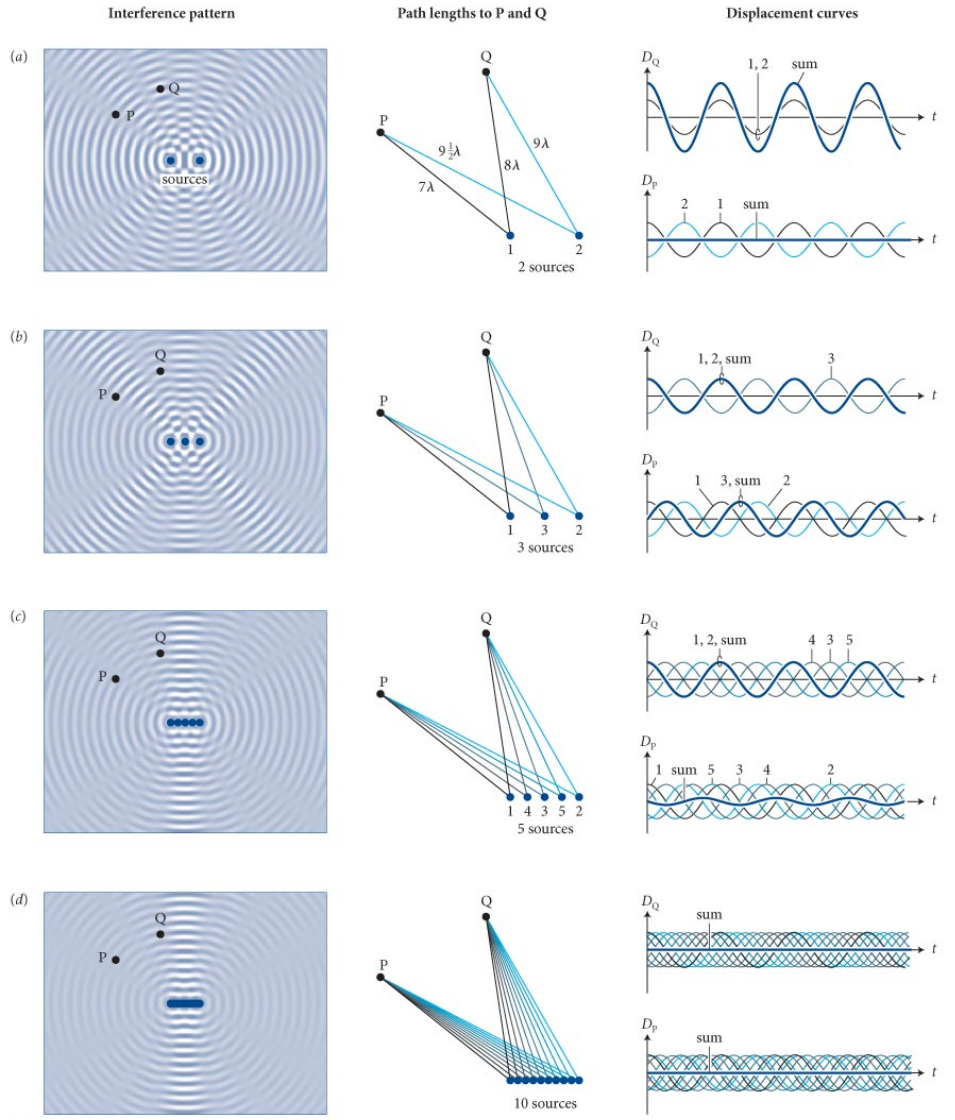 Interference pattern Path lengths to P and Q Displacement curves
(a)
Q
P
sources
Q
P
9 1/2 λ
9λ
8λ
7λ
1 2
2 sources
D_Q
1, 2 sum
t
D_P
2 1 sum
t
(b)
Q
P
Q
P
1 3 2
3 sources
D_Q
1, 2, sum 3
t
D_P
1 3, sum 2
t
(c)
Q
P
Q
P
1 4 3 5 2
5 sources
D_Q
1, 2, sum 4 3 5
t
D_P
1 sum 5 3 4 2
t
(d)
Q
P
Q
P
10 sources
D_Q
sum
t
D_P
sum
t